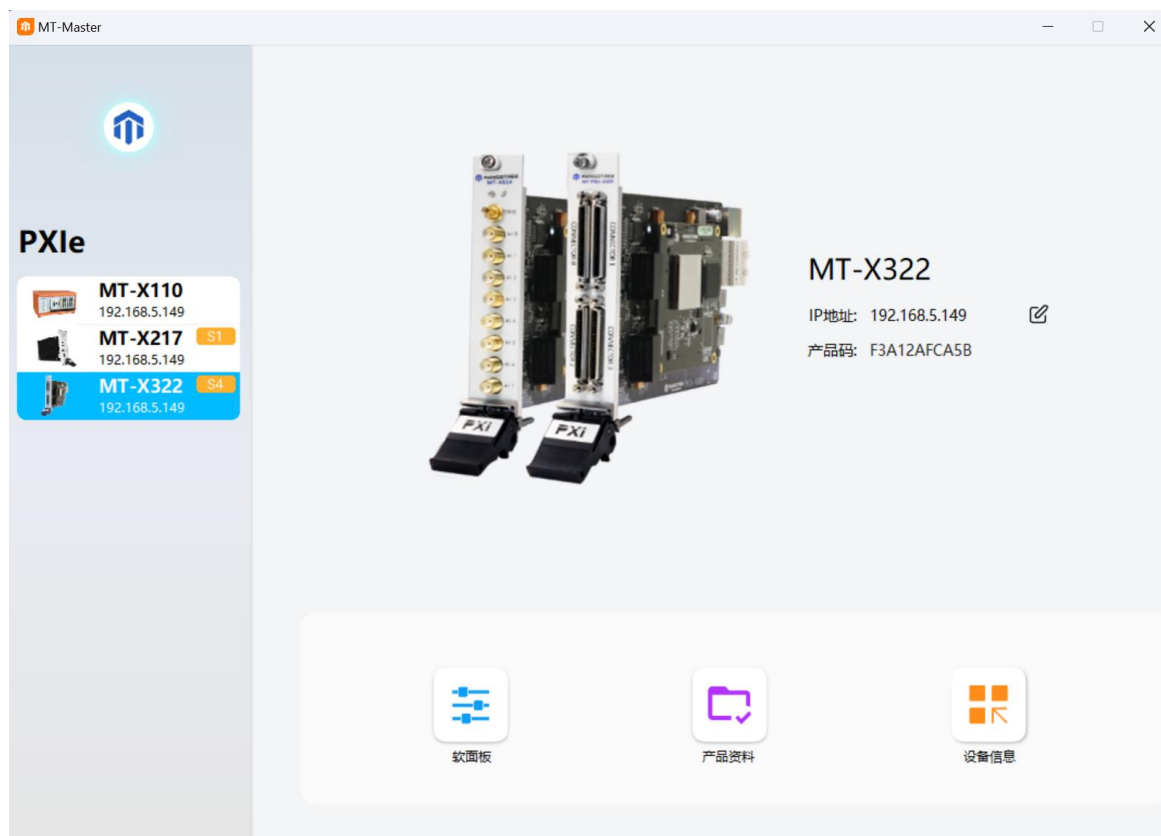 MT-Master
PXIe
MT-X110
192.168.5.149
MT-X217 S1
192.168.5.149
MT-X322 S4
192.168.5.149
PXi
PXi
MT-X322
IP地址: 192.168.5.149
产品码: F3A12AFCA5B
软面板
产品资料
设备信息